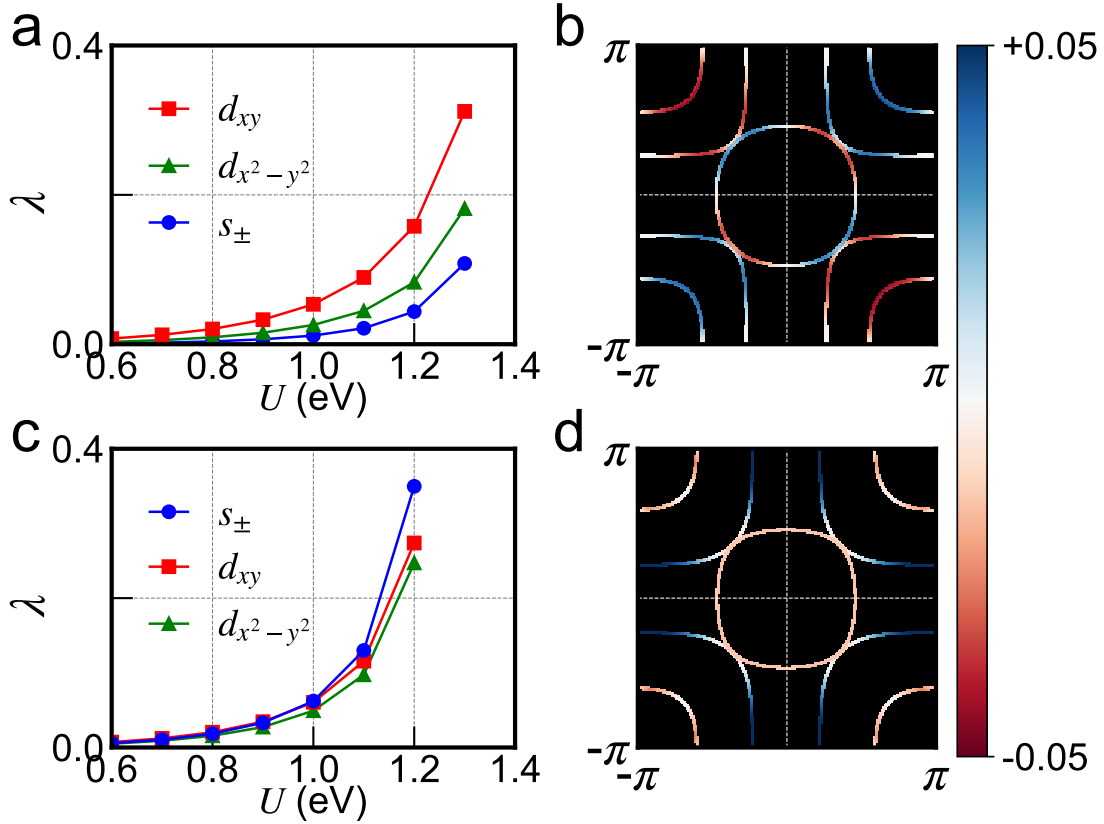 a
0.4
λ
0.0
d_{xy}
d_{x^2-y^2}
s_±
0.6 0.8 1.0 1.2 1.4
U (eV)
b
π
-π
-π π
+0.05
-0.05
c
0.4
λ
0.0
s_±
d_{xy}
d_{x^2-y^2}
0.6 0.8 1.0 1.2 1.4
U (eV)
d
π
-π
-π π